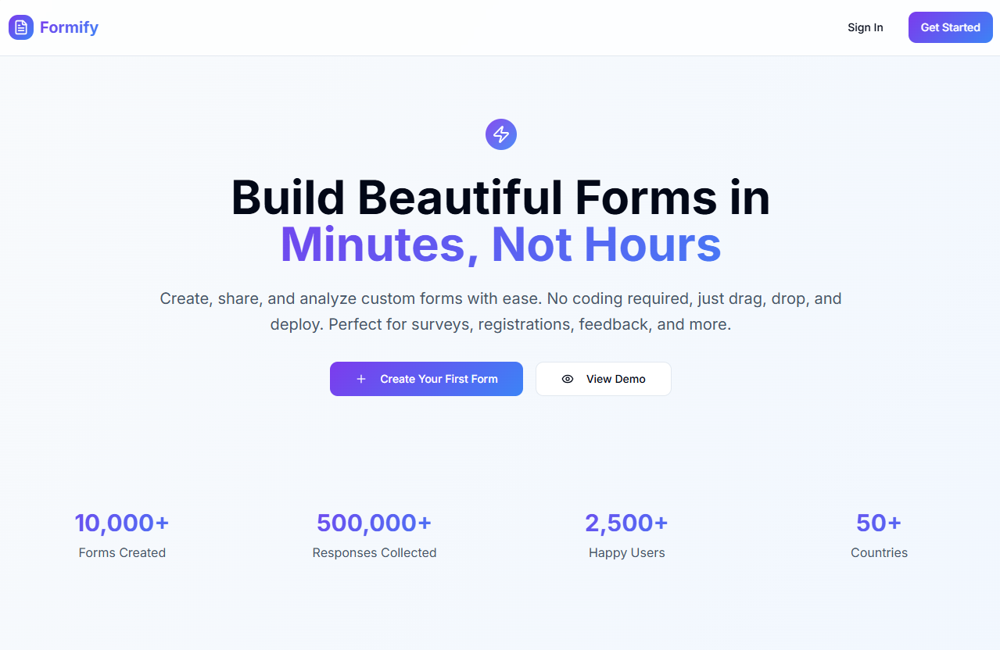 Formify
Sign In
Get Started
Build Beautiful Forms in
Minutes, Not Hours
Create, share, and analyze custom forms with ease. No coding required, just drag, drop, and
deploy. Perfect for surveys, registrations, feedback, and more.
Create Your First Form
View Demo
10,000+
Forms Created
500,000+
Responses Collected
2,500+
Happy Users
50+
Countries